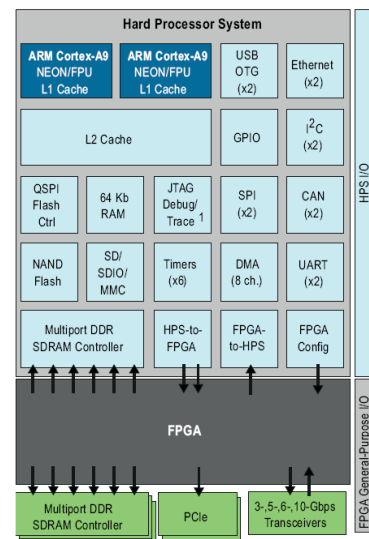 Hard Processor System
ARM Cortex-A9
NEON/FPU
L1 Cache
ARM Cortex-A9
NEON/FPU
L1 Cache
USB
OTG
(x2)
Ethernet
(x2)
L2 Cache
GPIO
I2C
(x2)
QSPI
Flash
Ctrl
64 Kb
RAM
JTAG
Debug/
Trace 1
SPI
(x2)
CAN
(x2)
NAND
Flash
SD/
SDIO/
MMC
Timers
(x6)
DMA
(8 ch.)
UART
(x2)
Multiport DDR
SDRAM Controller
HPS-to-
FPGA
FPGA-
to-HPS
FPGA
Config
HPS I/O
FPGA
FPGA General-Purpose I/O
Multiport DDR
SDRAM Controller
PCIe
3-,5-,6-,10-Gbps
Transceivers